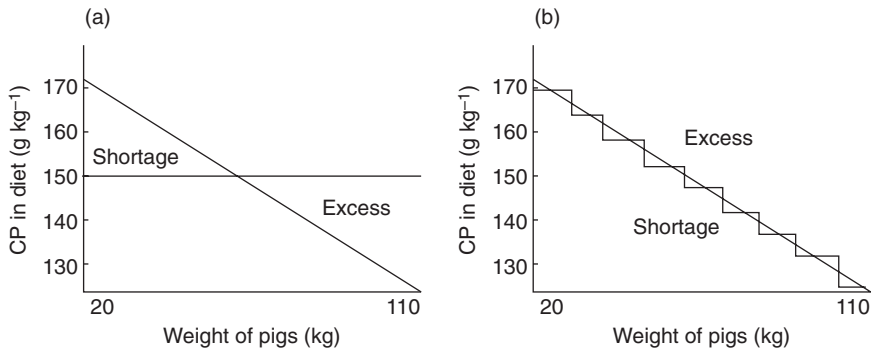 (a)
CP in diet (g kg⁻¹)
170
160
150
140
130
Shortage
Excess
20
110
Weight of pigs (kg)
(b)
CP in diet (g kg⁻¹)
170
160
150
140
130
Excess
Shortage
20
110
Weight of pigs (kg)